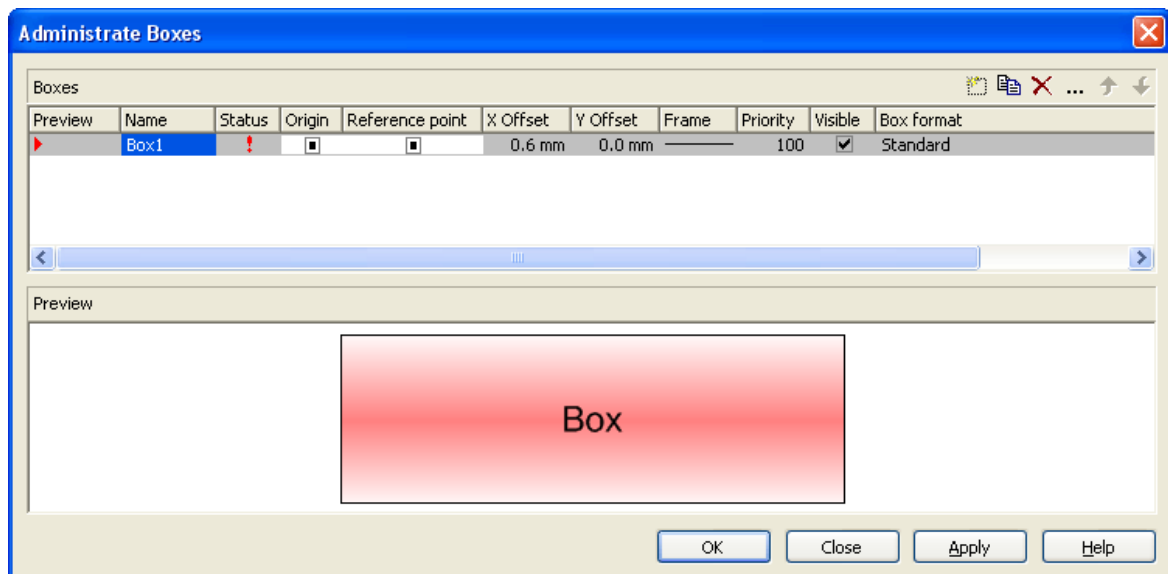 Administrate Boxes
Boxes
...
Preview Name Status Origin Reference point X Offset Y Offset Frame Priority Visible Box format
Box1 ! 0.6 mm 0.0 mm 100 Standard
Preview
Box
OK Close Apply Help